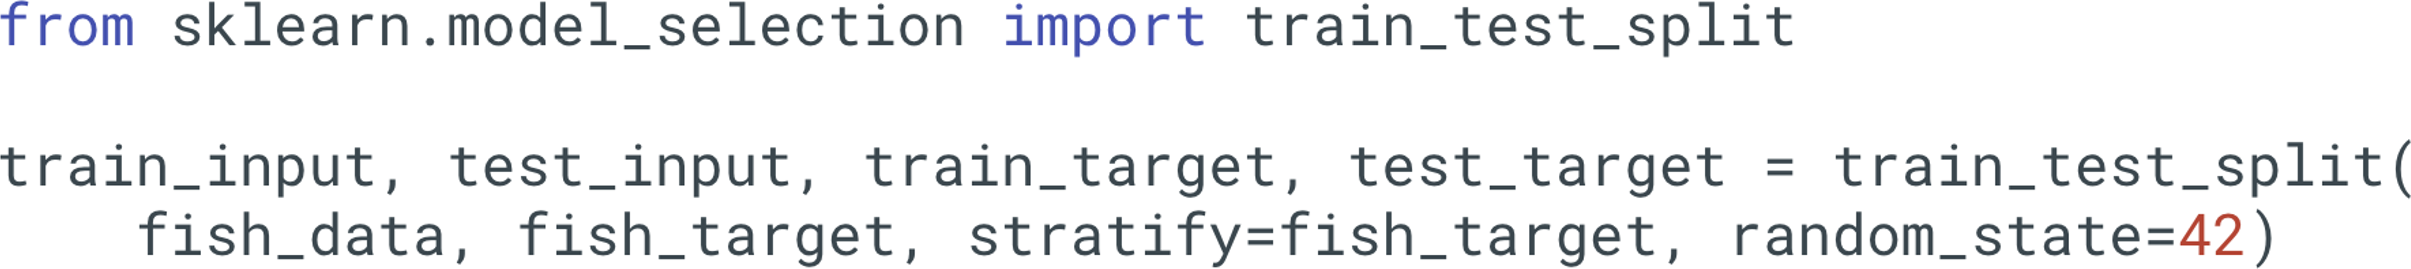 from sklearn.model_selection import train_test_split
train_input, test_input, train_target, test_target = train_test_split(
    fish_data, fish_target, stratify=fish_target, random_state=42)